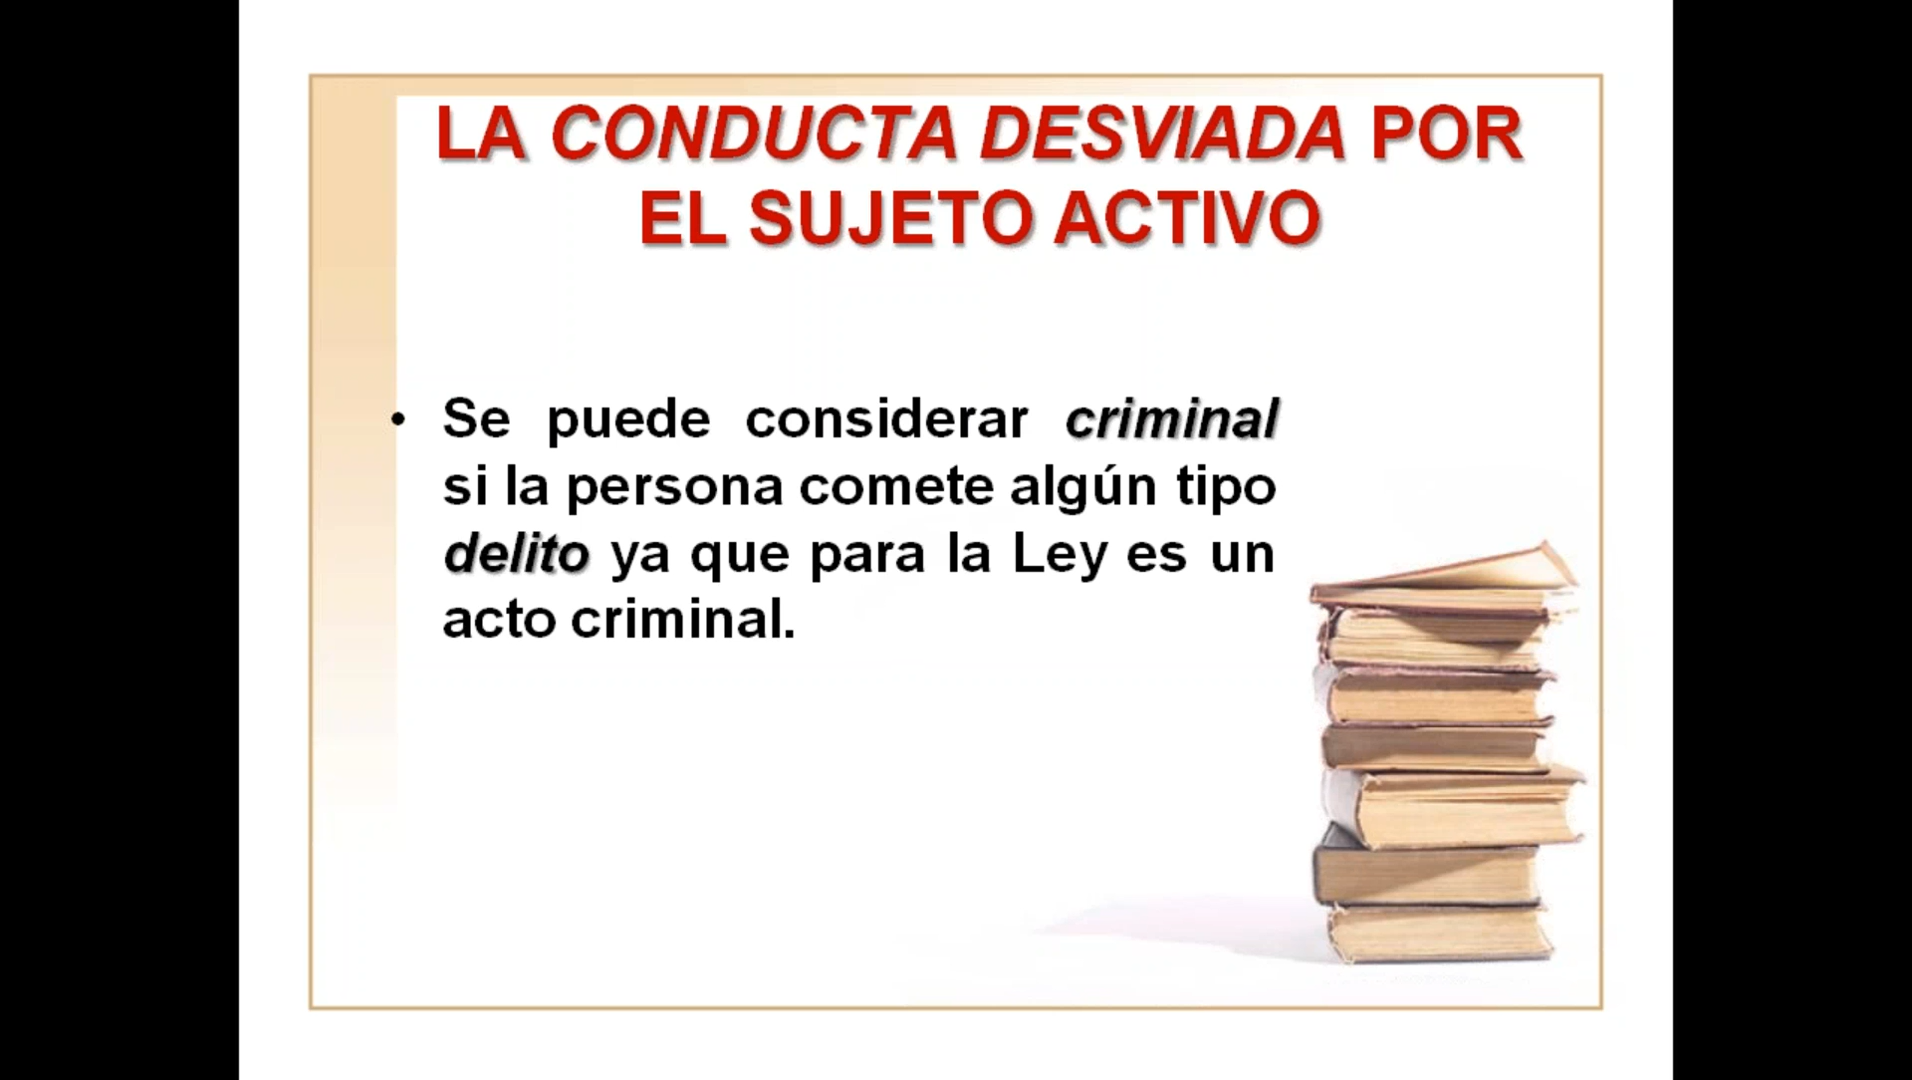 LA CONDUCTA DESVIADA POR
EL SUJETO ACTIVO
• Se puede considerar criminal
si la persona comete algún tipo
delito ya que para la Ley es un
acto criminal.